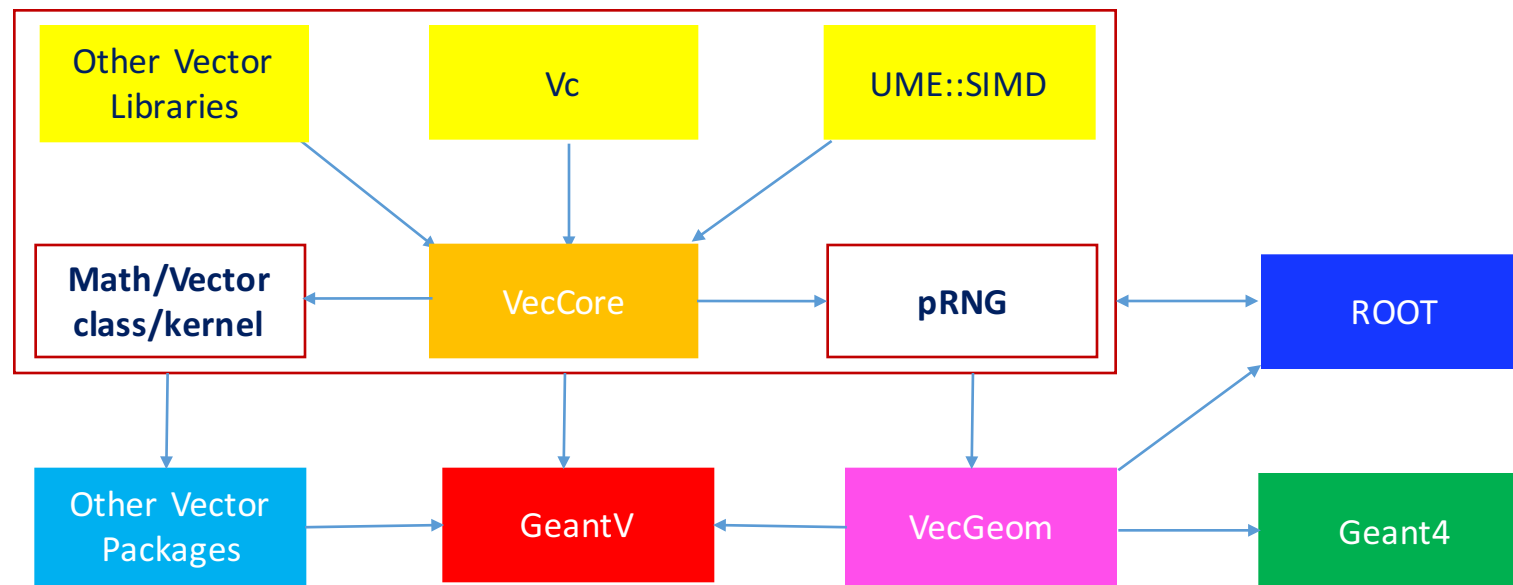 Other Vector
Libraries
Vc
UME::SIMD
Math/Vector
class/kernel
VecCore
pRNG
ROOT
Other Vector
Packages
GeantV
VecGeom
Geant4